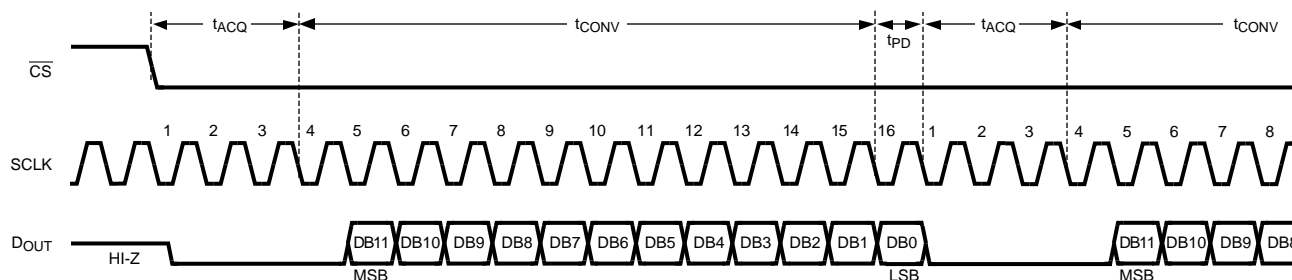 tACQ tCONV tPD tACQ tCONV
CS
1 2 3 4 5 6 7 8 9 10 11 12 13 14 15 16 1 2 3 4 5 6 7 8
SCLK
DOUT HI-Z DB11 DB10 DB9 DB8 DB7 DB6 DB5 DB4 DB3 DB2 DB1 DB0 DB11 DB10 DB9 DB8
MSB LSB MSB